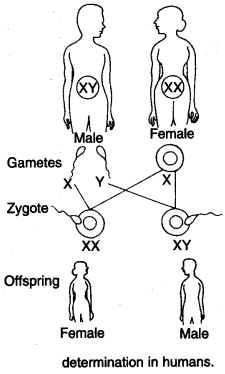 XY XX
Male Female
Gametes
X Y X
Zygote
XX XY
Offspring
Female Male
determination in humans.